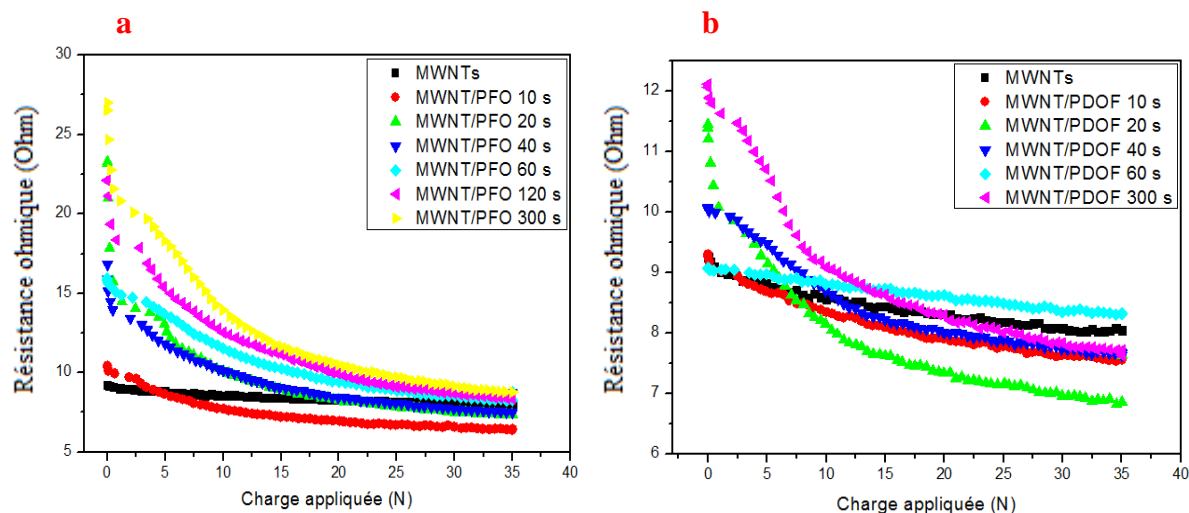 a
30
25
20
15
10
5
0
5
10
15
20
25
30
35
40
Résistance ohmique (Ohm)
Charge appliquée (N)
MWNTs
MWNT/PFO 10 s
MWNT/PFO 20 s
MWNT/PFO 40 s
MWNT/PFO 60 s
MWNT/PFO 120 s
MWNT/PFO 300 s
b
12
11
10
9
8
7
6
0
5
10
15
20
25
30
35
40
Résistance ohmique (Ohm)
Charge appliquée (N)
MWNTs
MWNT/PDOF 10 s
MWNT/PDOF 20 s
MWNT/PDOF 40 s
MWNT/PDOF 60 s
MWNT/PDOF 300 s